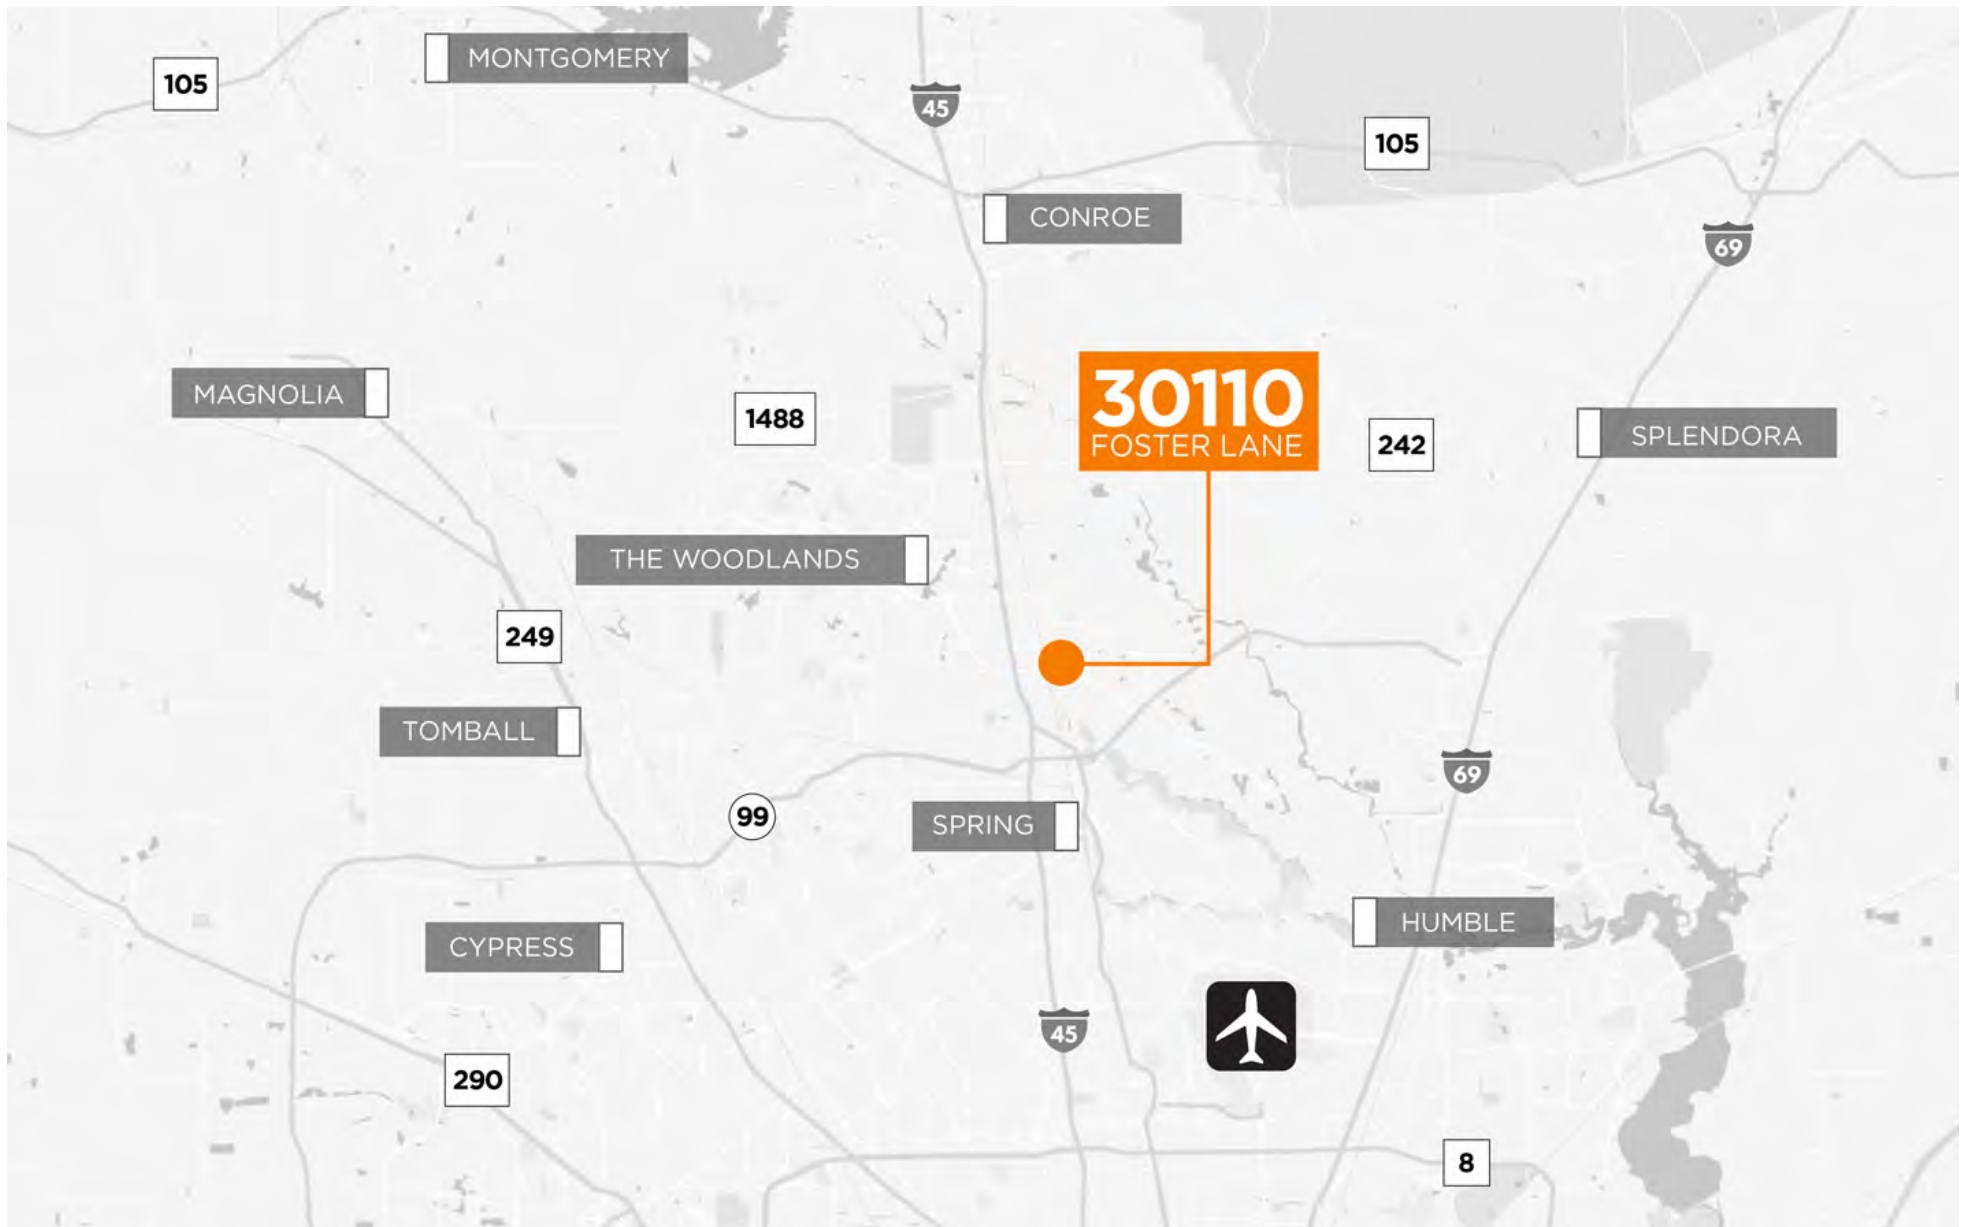 MONTGOMERY
105
45
105
CONROE
69
30110
FOSTER LANE
MAGNOLIA
1488
242
SPLENDORA
THE WOODLANDS
249
TOMBALL
69
99
SPRING
HUMBLE
CYPRESS
45
290
8